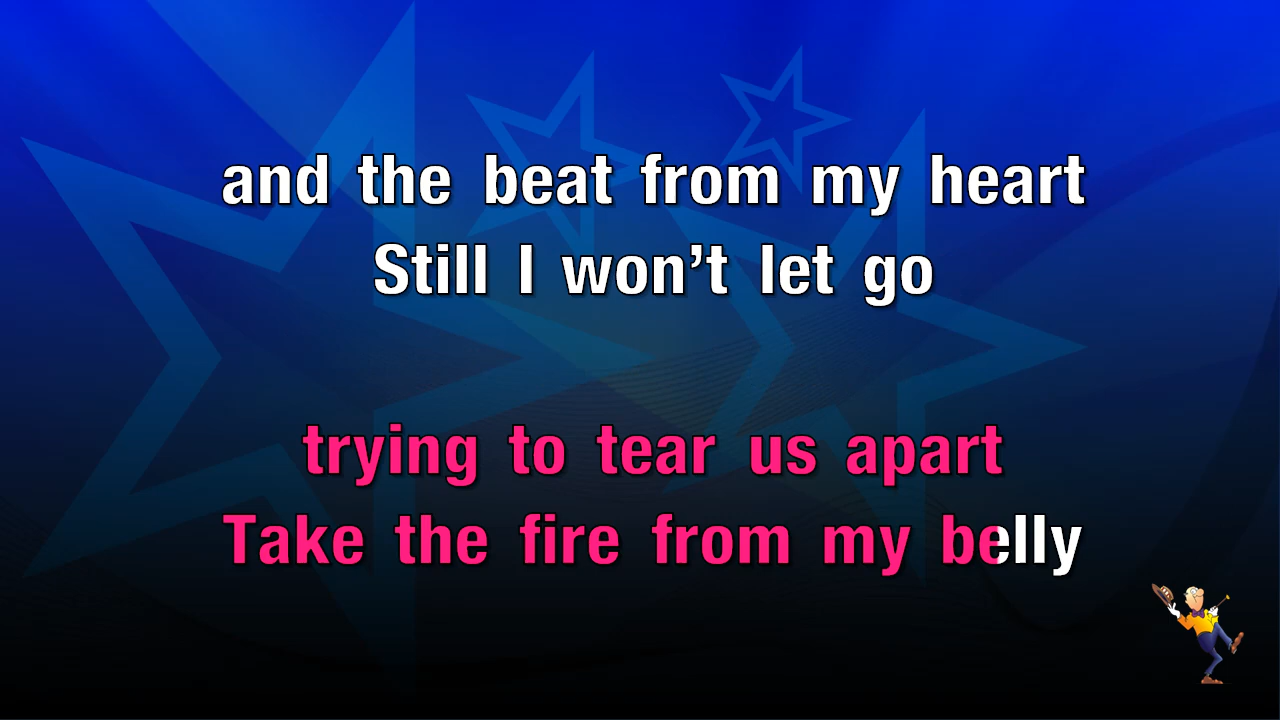 and the beat from my heart
Still I won't let go
trying to tear us apart
Take the fire from my belly